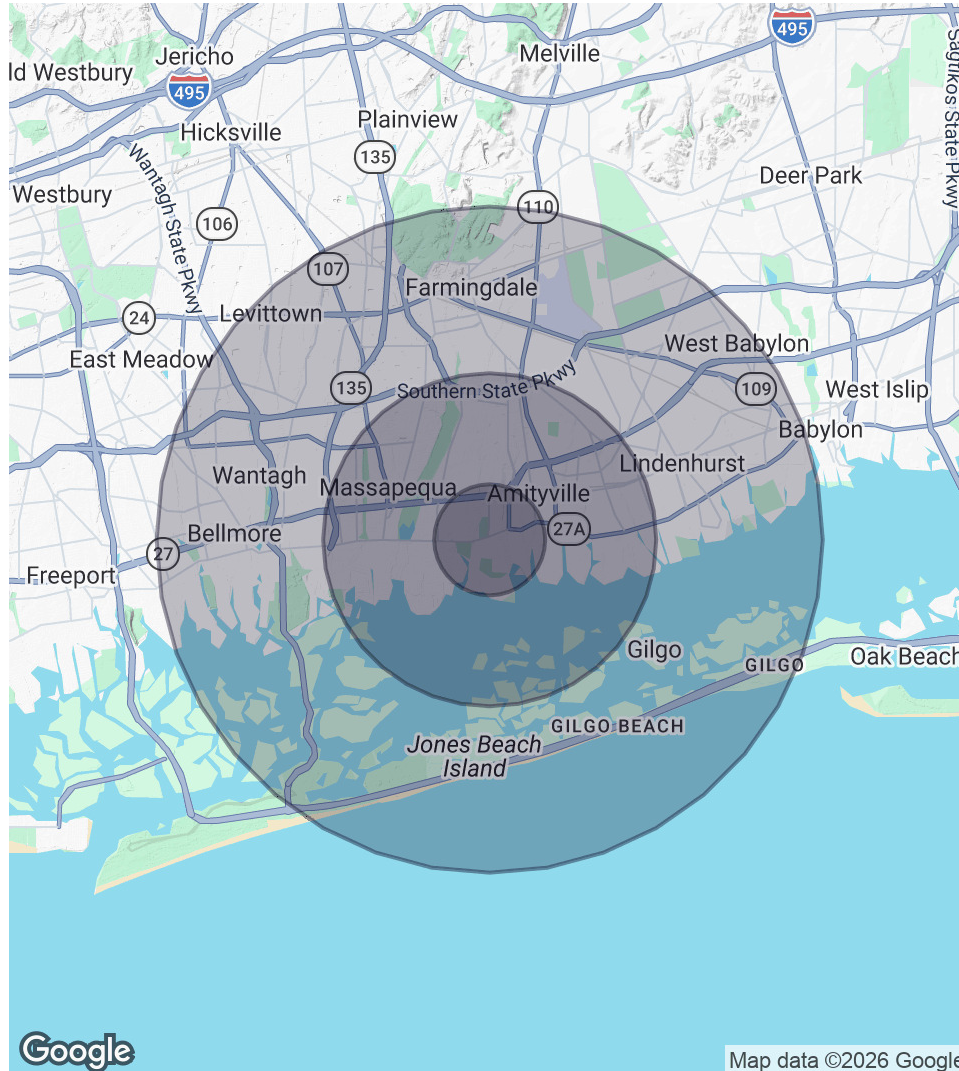 495
Melville
Jericho
ld Westbury
495
Sagtikos State Pkwy
Plainview
Hicksville
135
Wantagh State Pkwy
Deer Park
Westbury
110
106
107
Farmingdale
24
Levittown
West Babylon
East Meadow
Southern State Pkwy
135
109
West Islip
Babylon
Wantagh
Lindenhurst
Massapequa
Amityville
27A
Bellmore
27
Freeport
Gilgo
GILGO
Oak Beach
GILGO BEACH
Jones Beach
Island
Google
Map data ©2026 Google